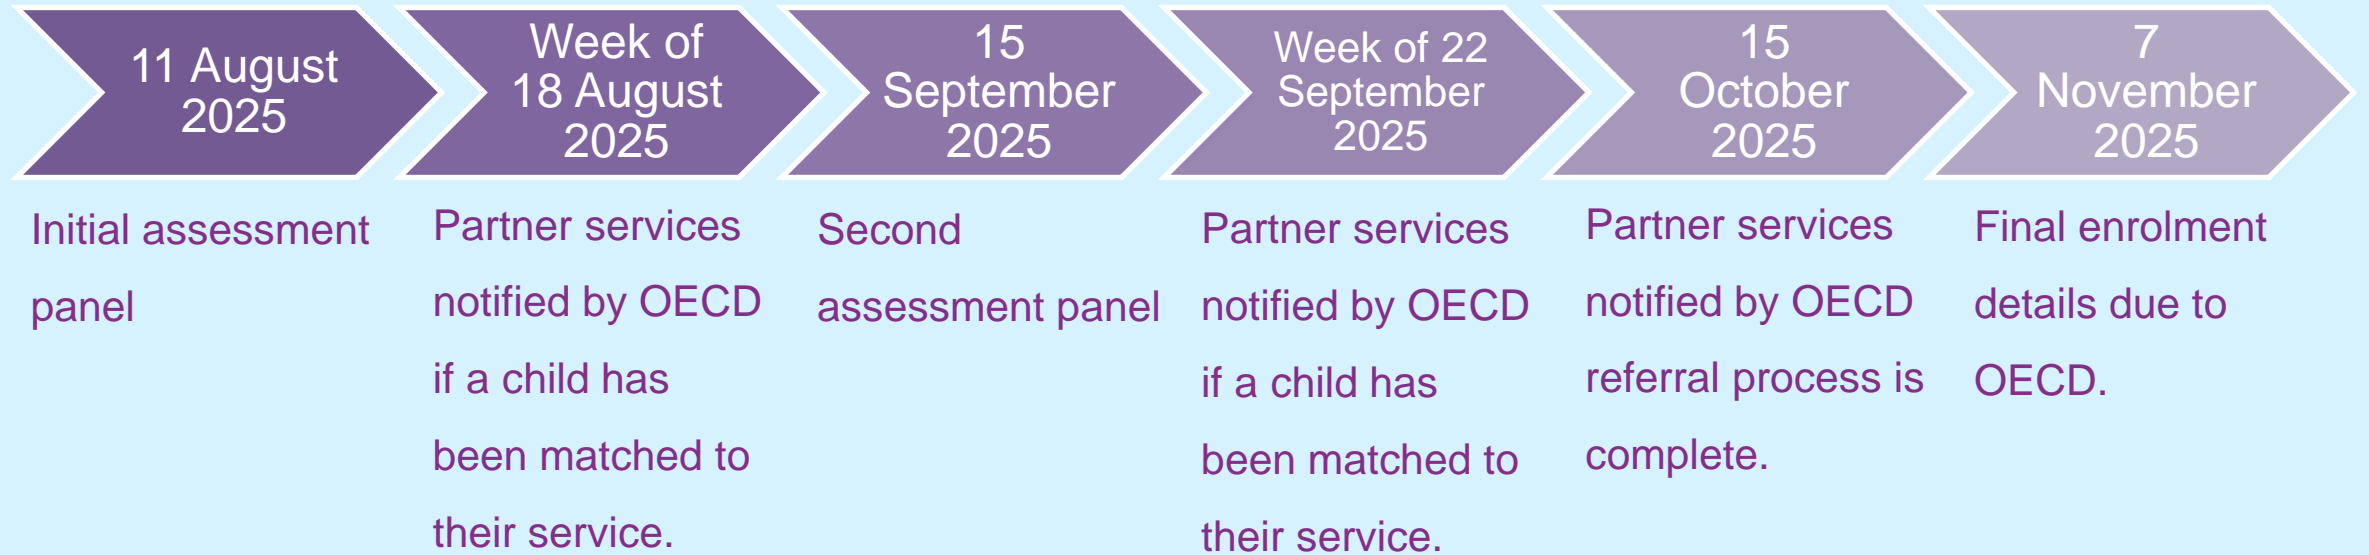 11 August
2025
Initial assessment
panel
Week of
18 August
2025
Partner services
notified by OECD
if a child has
been matched to
their service.
15
September
2025
Second
assessment panel
Week of 22
September
2025
Partner services
notified by OECD
if a child has
been matched to
their service.
15
October
2025
Partner services
notified by OECD
referral process is
complete.
7
November
2025
Final enrolment
details due to
OECD.